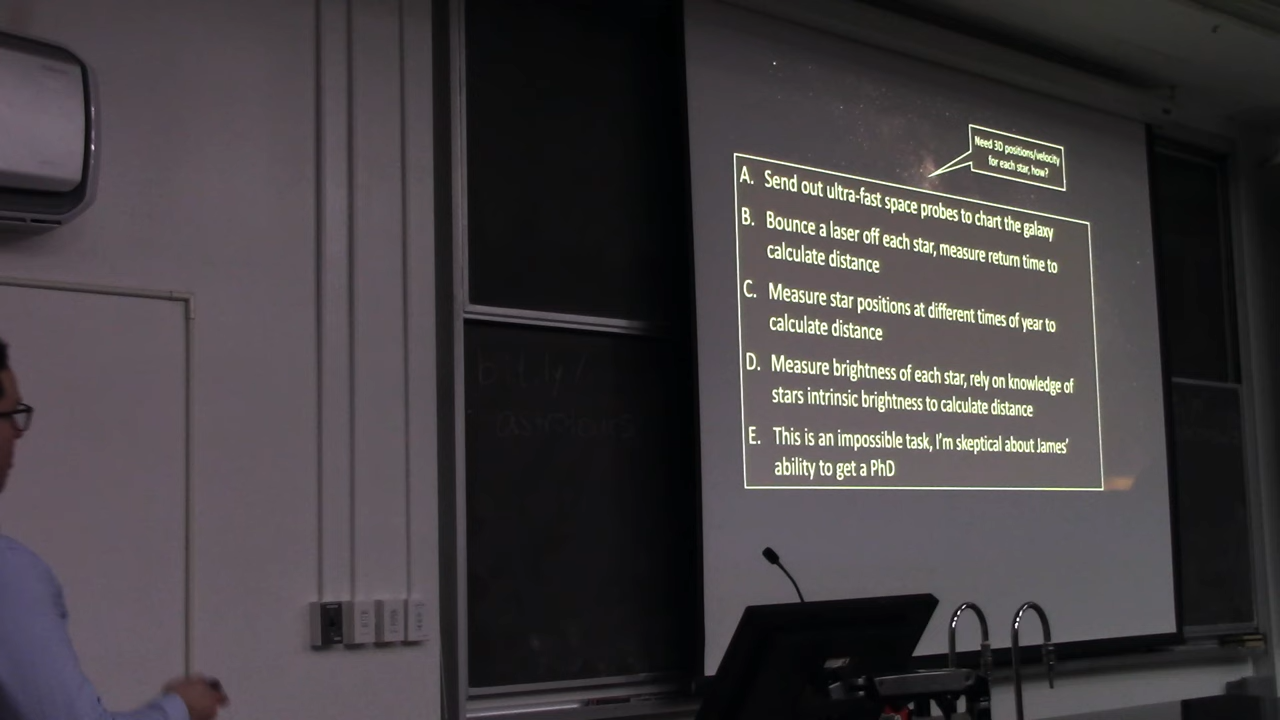 Need 3D positions/velocity
for each star, how?
A. Send out ultra-fast space probes to chart the galaxy
B. Bounce a laser off each star, measure return time to
calculate distance
C. Measure star positions at different times of year to
calculate distance
D. Measure brightness of each star, rely on knowledge of
stars intrinsic brightness to calculate distance
E. This is an impossible task, I'm skeptical about James'
ability to get a PhD
bit.ly/